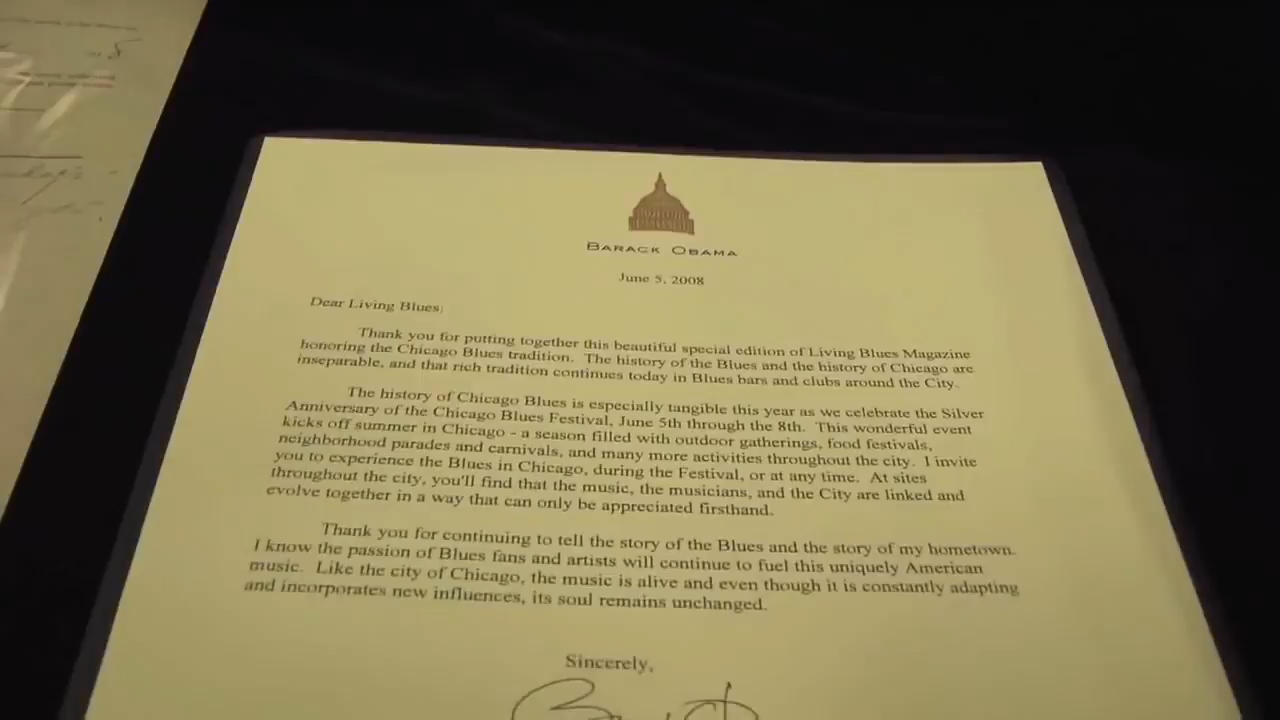 BARACK OBAMA
June 5, 2008
Dear Living Blues:
Thank you for putting together this beautiful special edition of Living Blues Magazine
honoring the Chicago Blues tradition. The history of the Blues and the history of Chicago are
inseparable, and that rich tradition continues today in Blues bars and clubs around the City.
The history of Chicago Blues is especially tangible this year as we celebrate the Silver
Anniversary of the Chicago Blues Festival, June 5th through the 8th. This wonderful event
kicks off summer in Chicago - a season filled with outdoor gatherings, food festivals,
neighborhood parades and carnivals, and many more activities throughout the city. I invite
you to experience the Blues in Chicago, during the Festival, or at any time. At sites
throughout the city, you'll find that the music, the musicians, and the City are linked and
evolve together in a way that can only be appreciated firsthand.
Thank you for continuing to tell the story of the Blues and the story of my hometown.
I know the passion of Blues fans and artists will continue to fuel this uniquely American
music. Like the city of Chicago, the music is alive and even though it is constantly adapting
and incorporates new influences, its soul remains unchanged.
Sincerely,